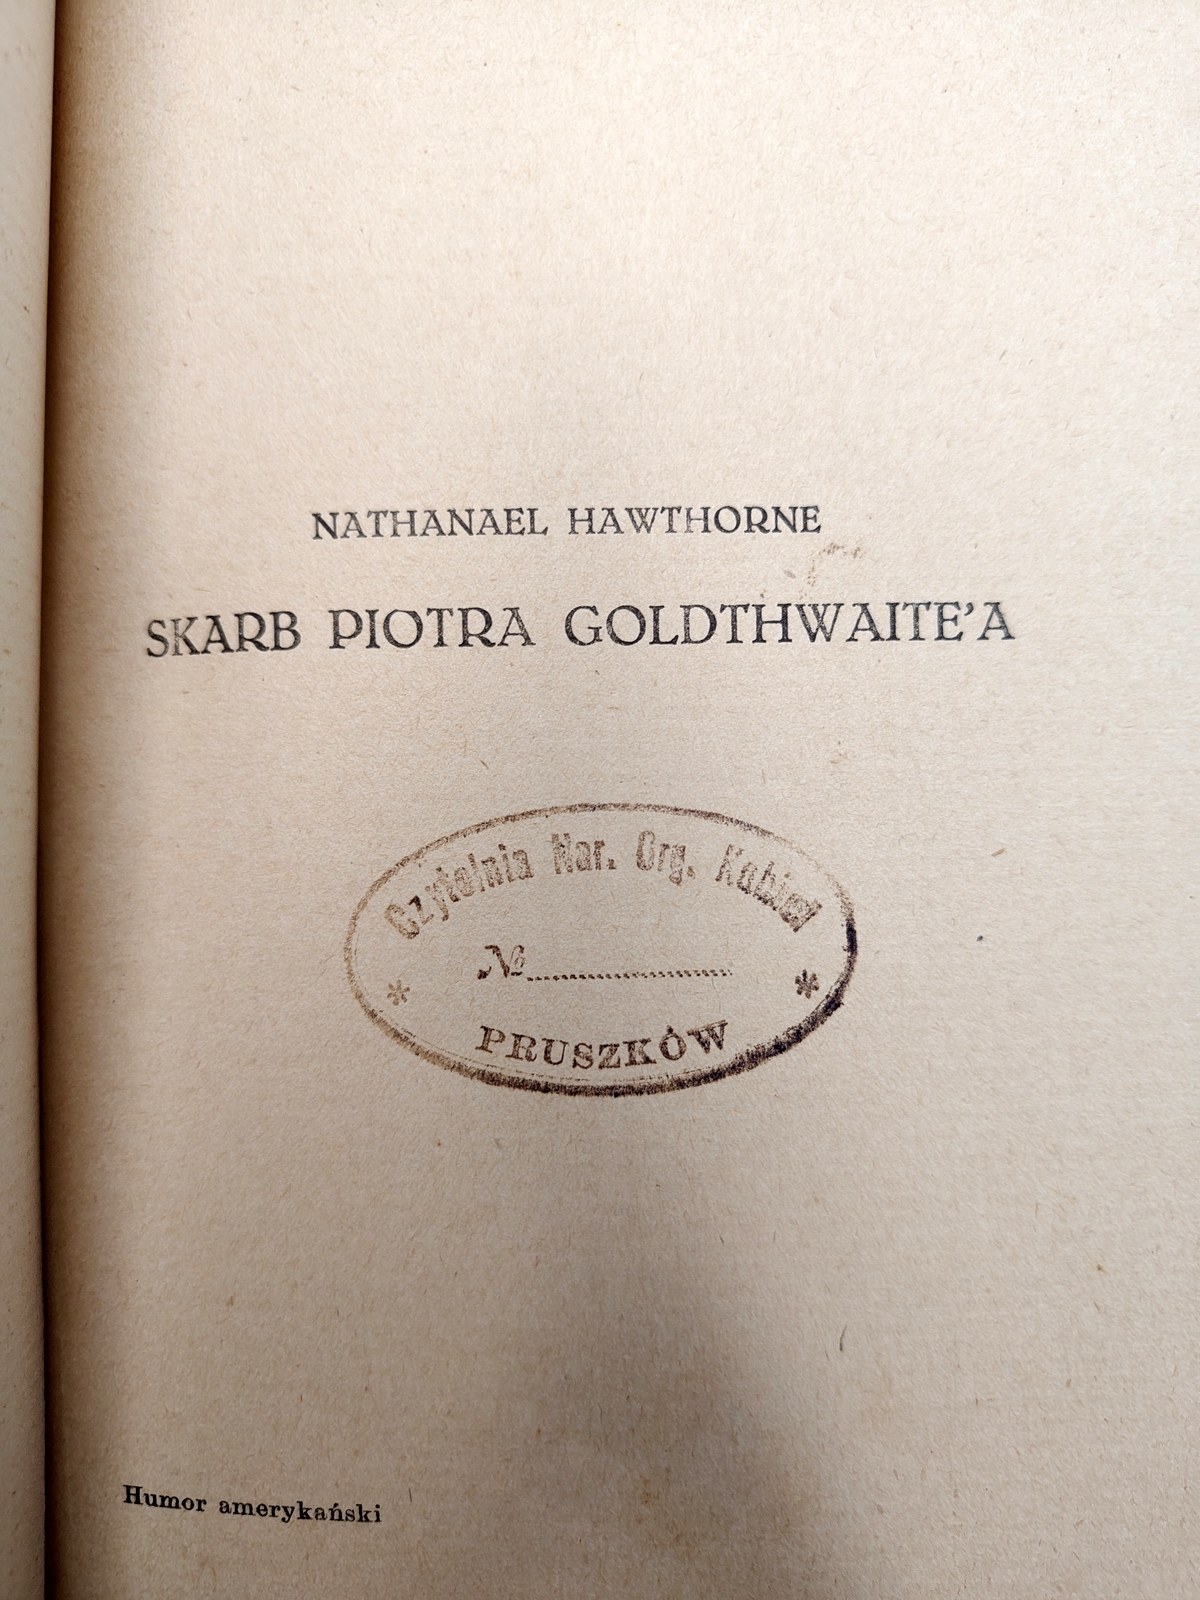 NATHANAEL HAWTHORNE
SKARB PIOTRA GOLDTHWAITE'A
Czytelnia Nar. Org. Kobiet
№
* *
PRUSZKÓW
Humor amerykański